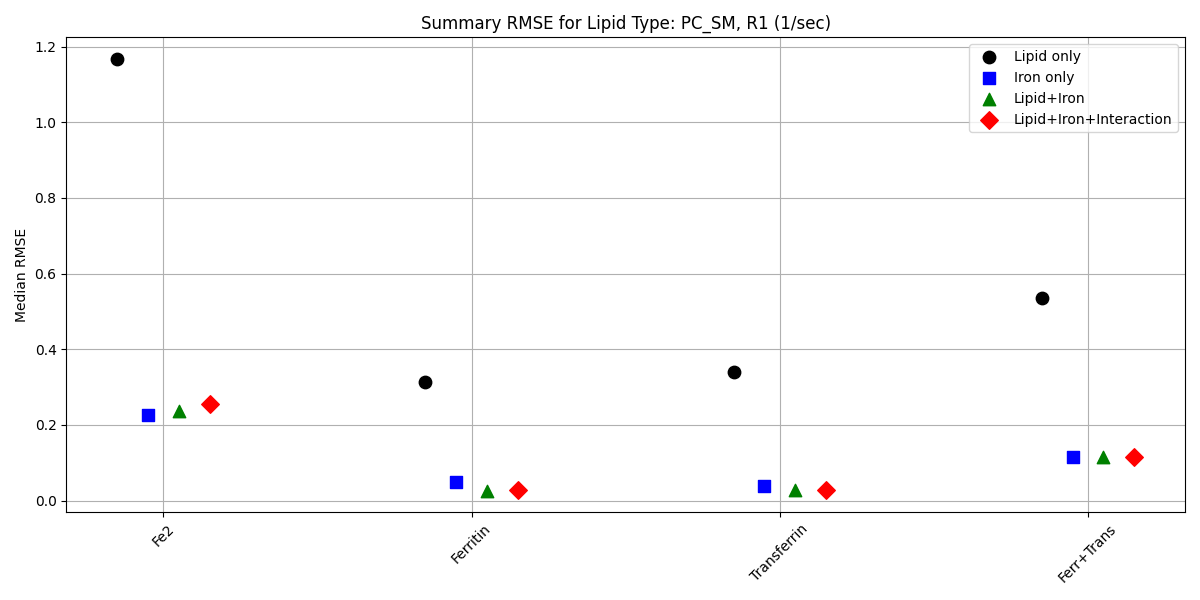 Summary RMSE for Lipid Type: PC_SM, R1 (1/sec)
Median RMSE
1.2
1.0
0.8
0.6
0.4
0.2
0.0
Lipid only
Iron only
Lipid+Iron
Lipid+Iron+Interaction
Fe2
Ferritin
Transferrin
Ferr+Trans